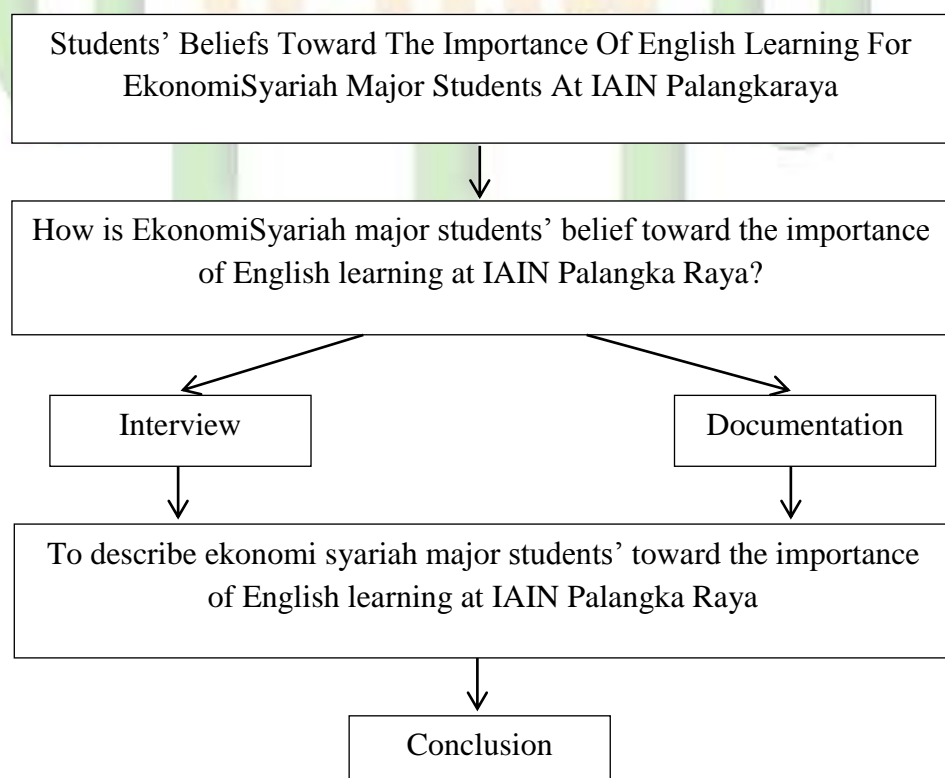 Students’ Beliefs Toward The Importance Of English Learning For
EkonomiSyariah Major Students At IAIN Palangkaraya
How is EkonomiSyariah major students’ belief toward the importance
of English learning at IAIN Palangka Raya?
Interview
Documentation
To describe ekonomi syariah major students’ toward the importance
of English learning at IAIN Palangka Raya
Conclusion